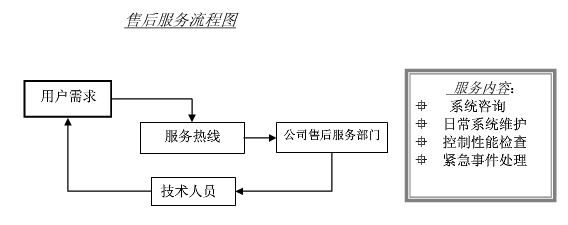 售后服务流程图
用户需求
服务热线
公司售后服务部门
技术人员
服务内容:
系统咨询
日常系统维护
控制性能检查
紧急事件处理